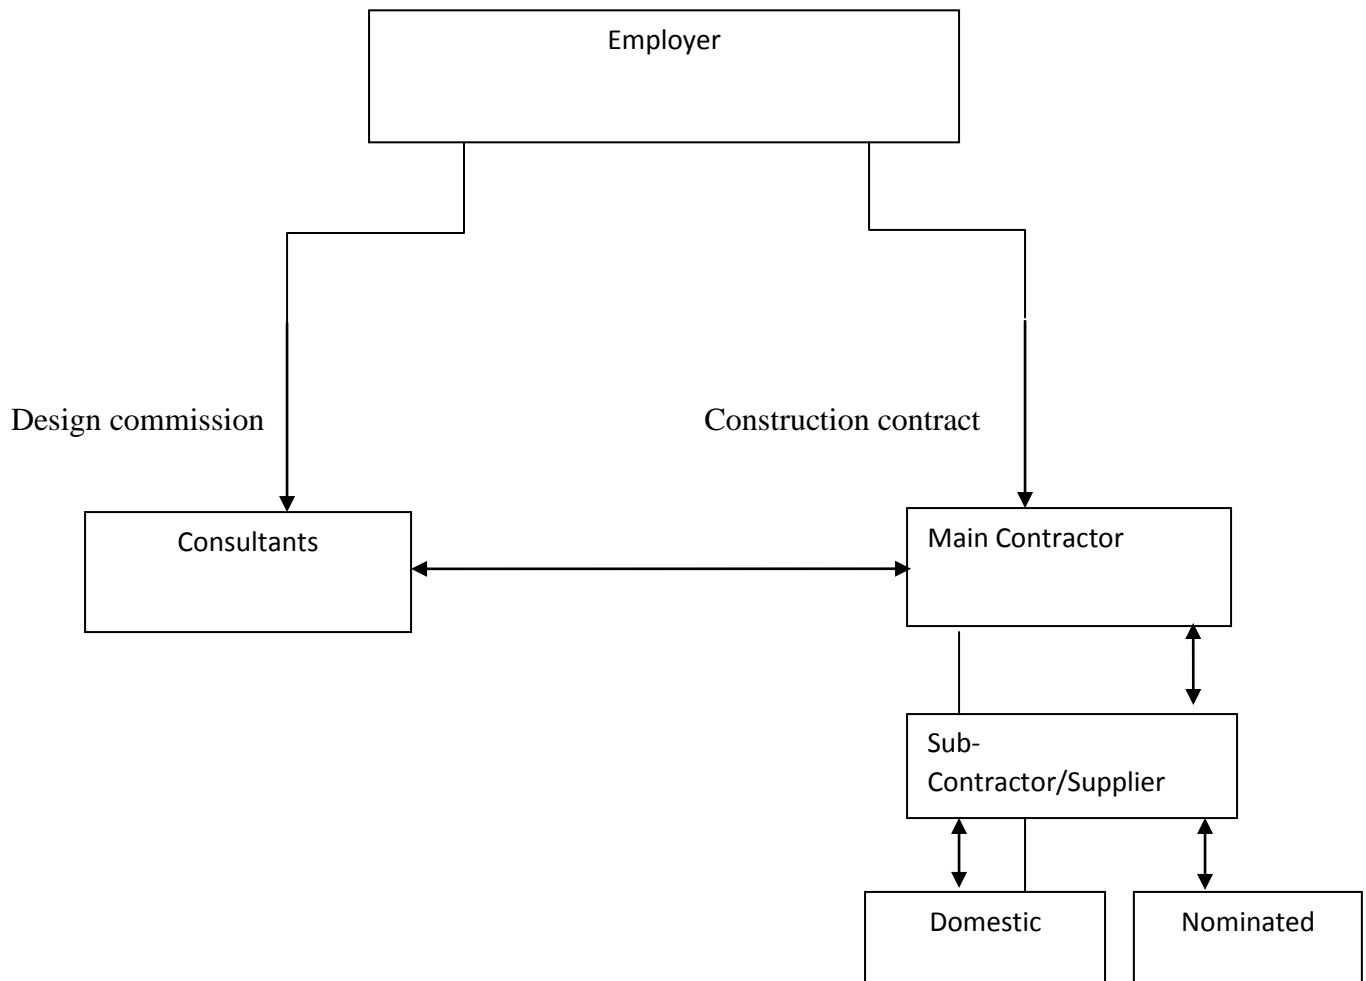 Employer
Design commission
Construction contract
Consultants
Main Contractor
Sub-
Contractor/Supplier
Domestic
Nominated